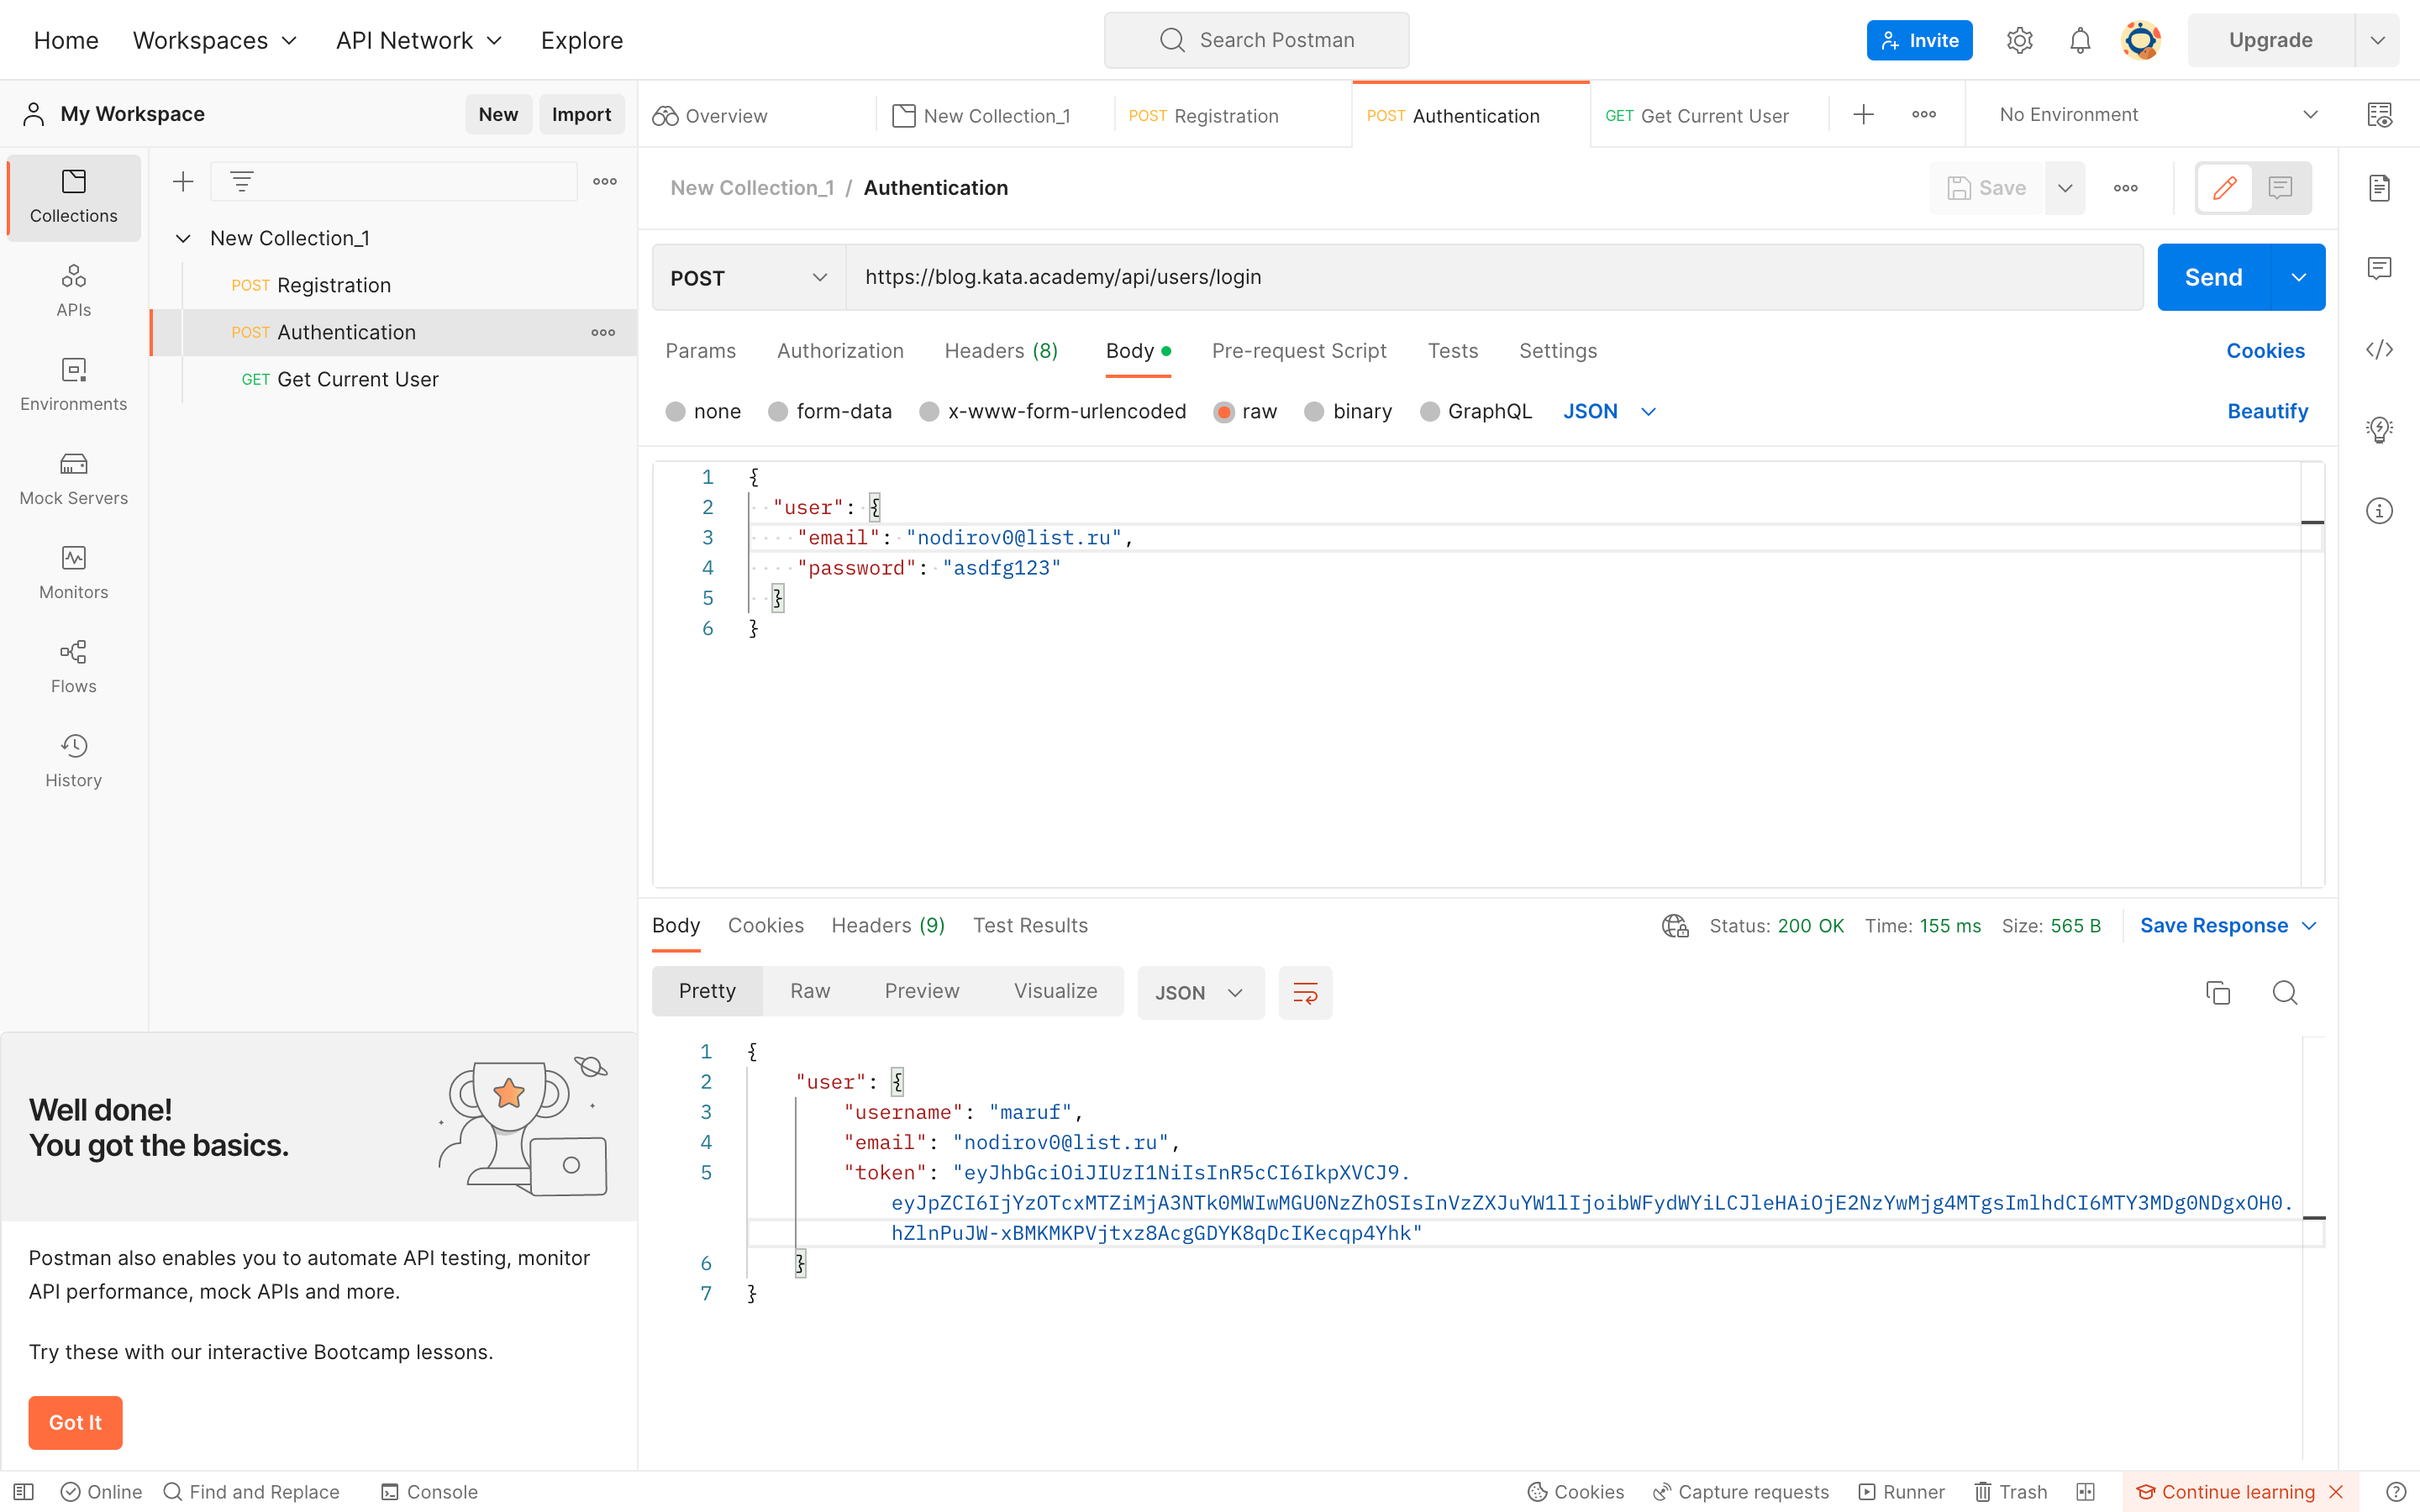 Home Workspaces API Network Explore Search Postman Invite Upgrade
My Workspace New Import Overview New Collection_1 POST Registration POST Authentication GET Get Current User No Environment
Collections
APIs
Environments
Mock Servers
Monitors
Flows
History
New Collection_1
POST Registration
POST Authentication
GET Get Current User
New Collection_1 / Authentication Save
POST https://blog.kata.academy/api/users/login Send
Params Authorization Headers (8) Body Pre-request Script Tests Settings Cookies
none form-data x-www-form-urlencoded raw binary GraphQL JSON Beautify
1 {
2 "user": {
3 "email": "nodirov0@list.ru",
4 "password": "asdfg123"
5 }
6 }
Body Cookies Headers (9) Test Results Status: 200 OK Time: 155 ms Size: 565 B Save Response
Pretty Raw Preview Visualize JSON
1 {
2 "user": {
3 "username": "maruf",
4 "email": "nodirov0@list.ru",
5 "token": "eyJhbGciOiJIUzI1NiIsInR5cCI6IkpXVCJ9.
eyJpZCI6IjYzOTcxMTZiMjA3NTk0MWIwMGU0NzZhOSIsInVzZXJuYW1lIjoibWFydWYiLCJleHAiOjE2NzYwMjg4MTgsImlhdCI6MTY3MDg0NDgxOH0.
hZlnPuJW-xBMKMKPVjtxz8AcgGDYK8qDcIKecqp4Yhk"
6 }
7 }
Well done!
You got the basics.
Postman also enables you to automate API testing, monitor
API performance, mock APIs and more.
Try these with our interactive Bootcamp lessons.
Got It
Online Find and Replace Console Cookies Capture requests Runner Trash Continue learning